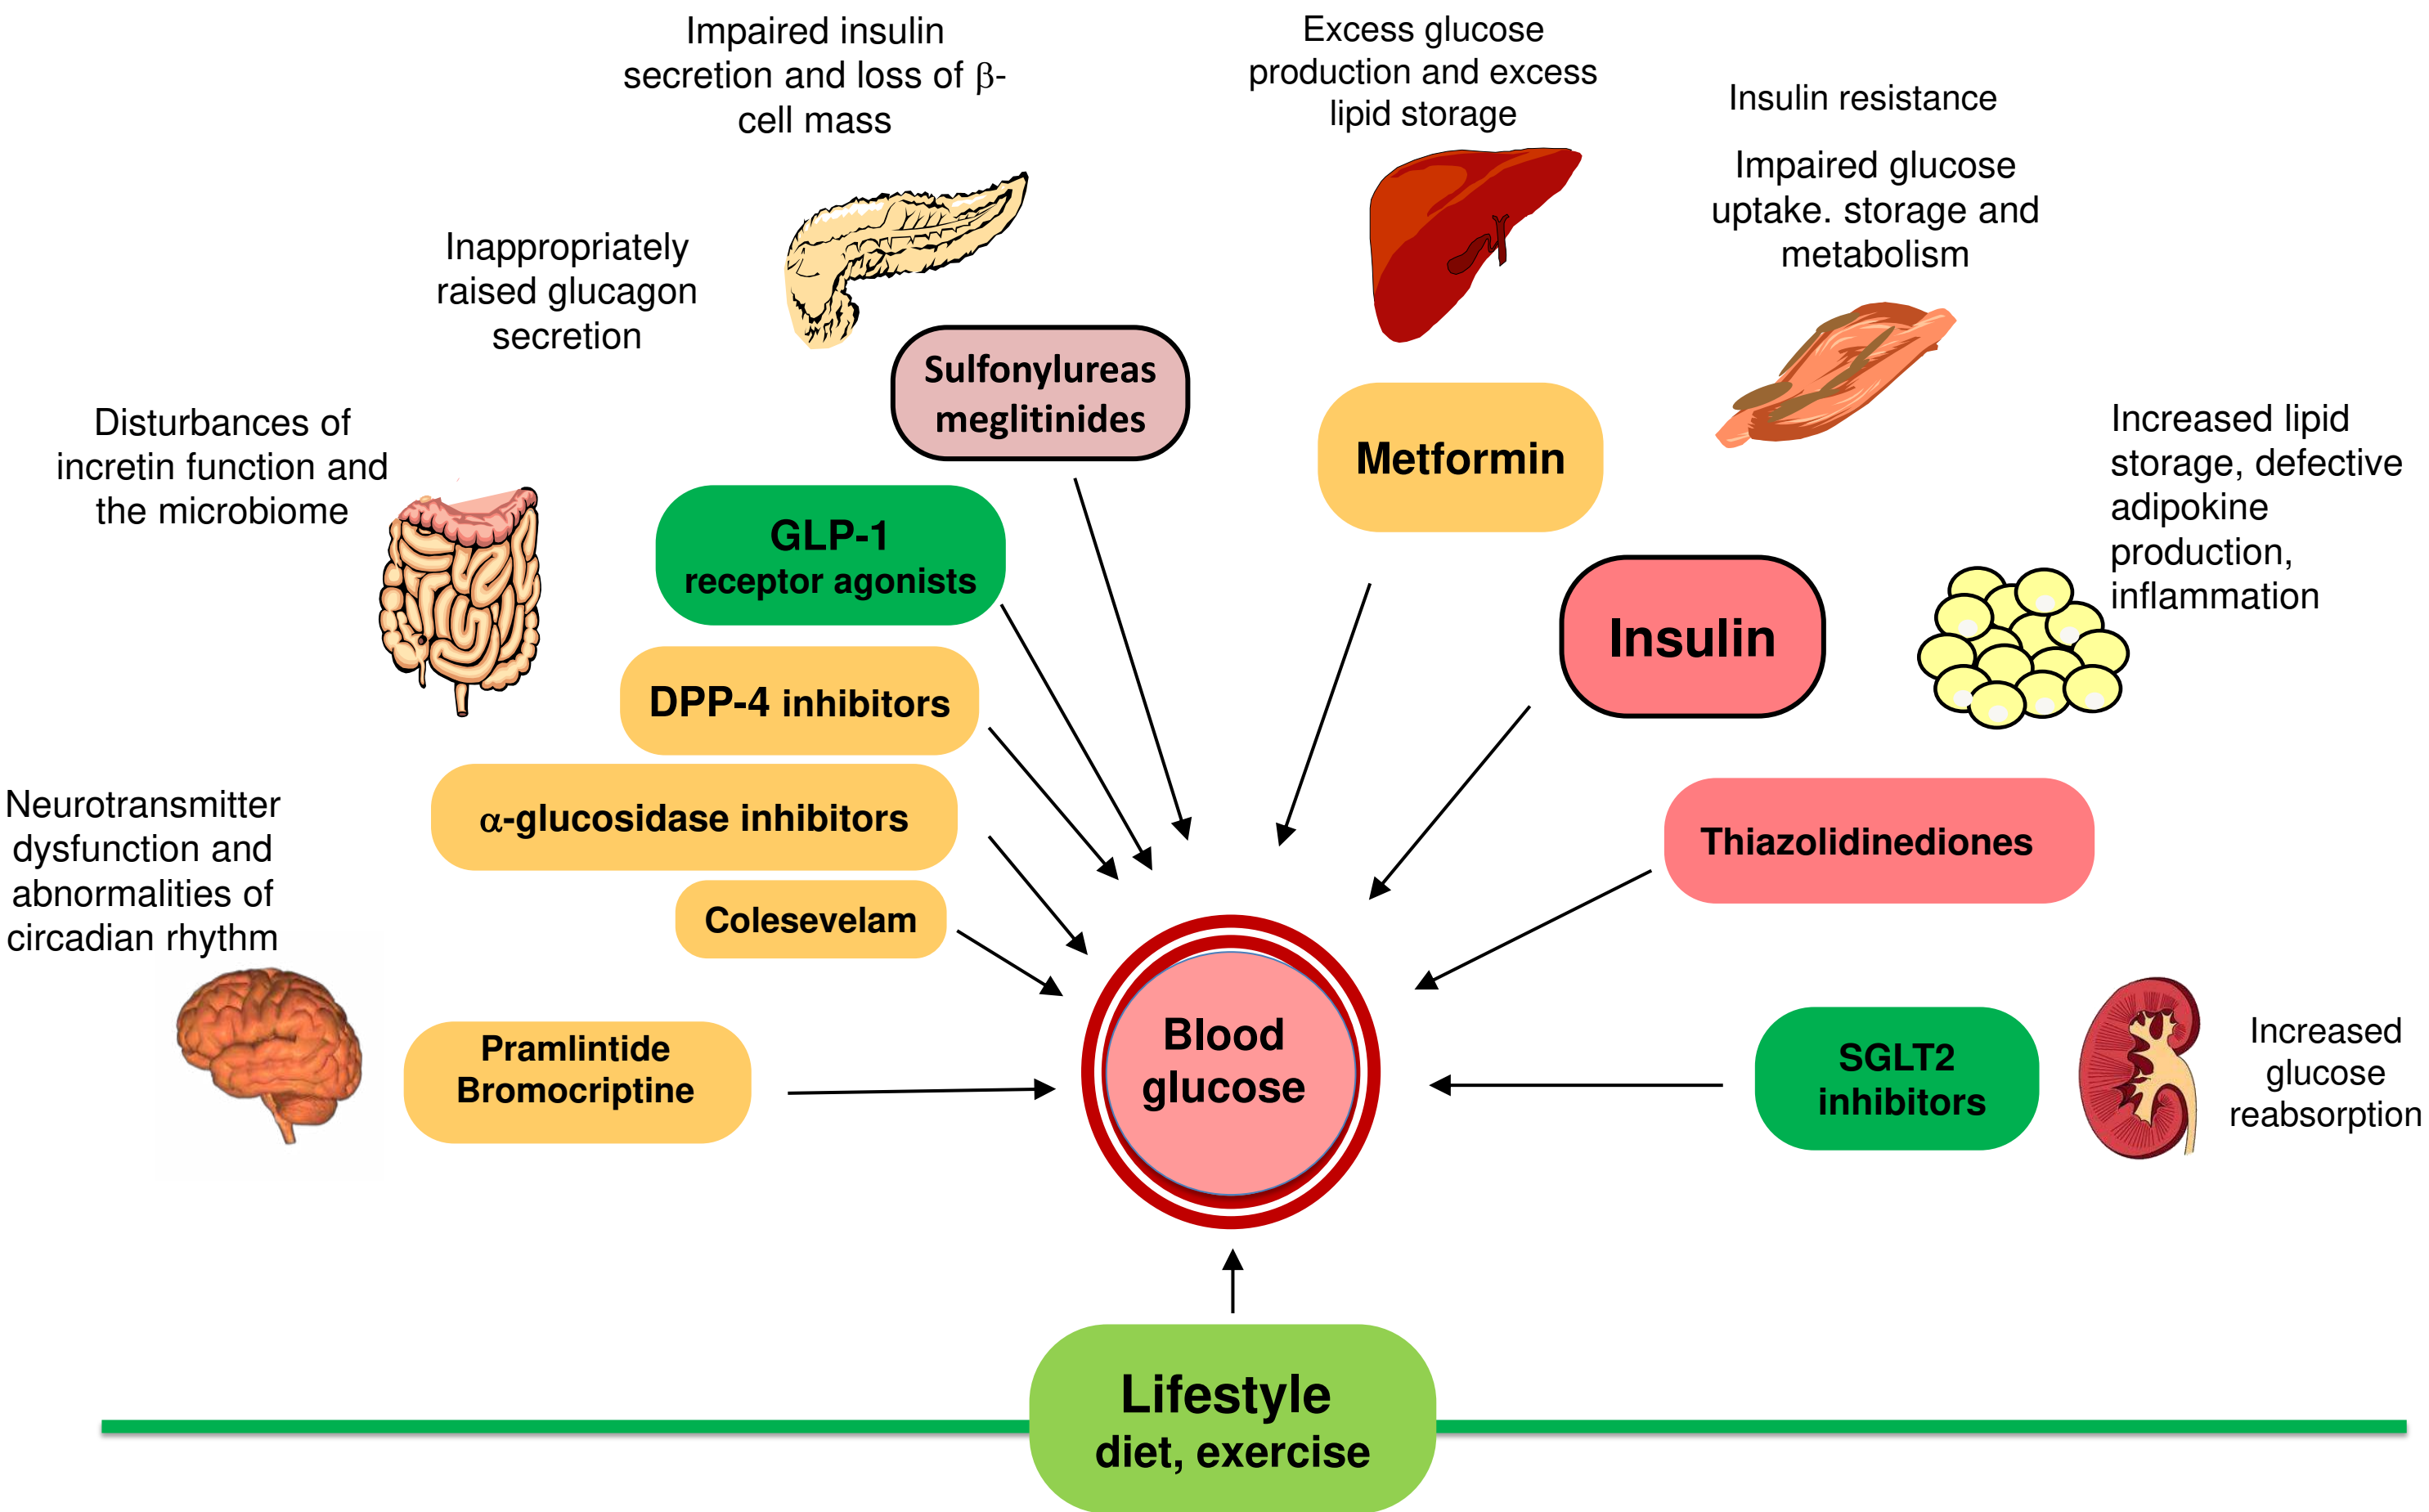 Impaired insulin
secretion and loss of β-
cell mass
Excess glucose
production and excess
lipid storage
Insulin resistance
Impaired glucose
uptake. storage and
metabolism
Inappropriately
raised glucagon
secretion
Sulfonylureas
meglitinides
Metformin
Disturbances of
incretin function and
the microbiome
Increased lipid
storage, defective
adipokine
production,
inflammation
GLP-1
receptor agonists
Insulin
DPP-4 inhibitors
α-glucosidase inhibitors
Thiazolidinediones
Neurotransmitter
dysfunction and
abnormalities of
circadian rhythm
Colesevelam
Pramlintide
Bromocriptine
Blood
glucose
SGLT2
inhibitors
Increased
glucose
reabsorption
Lifestyle
diet, exercise